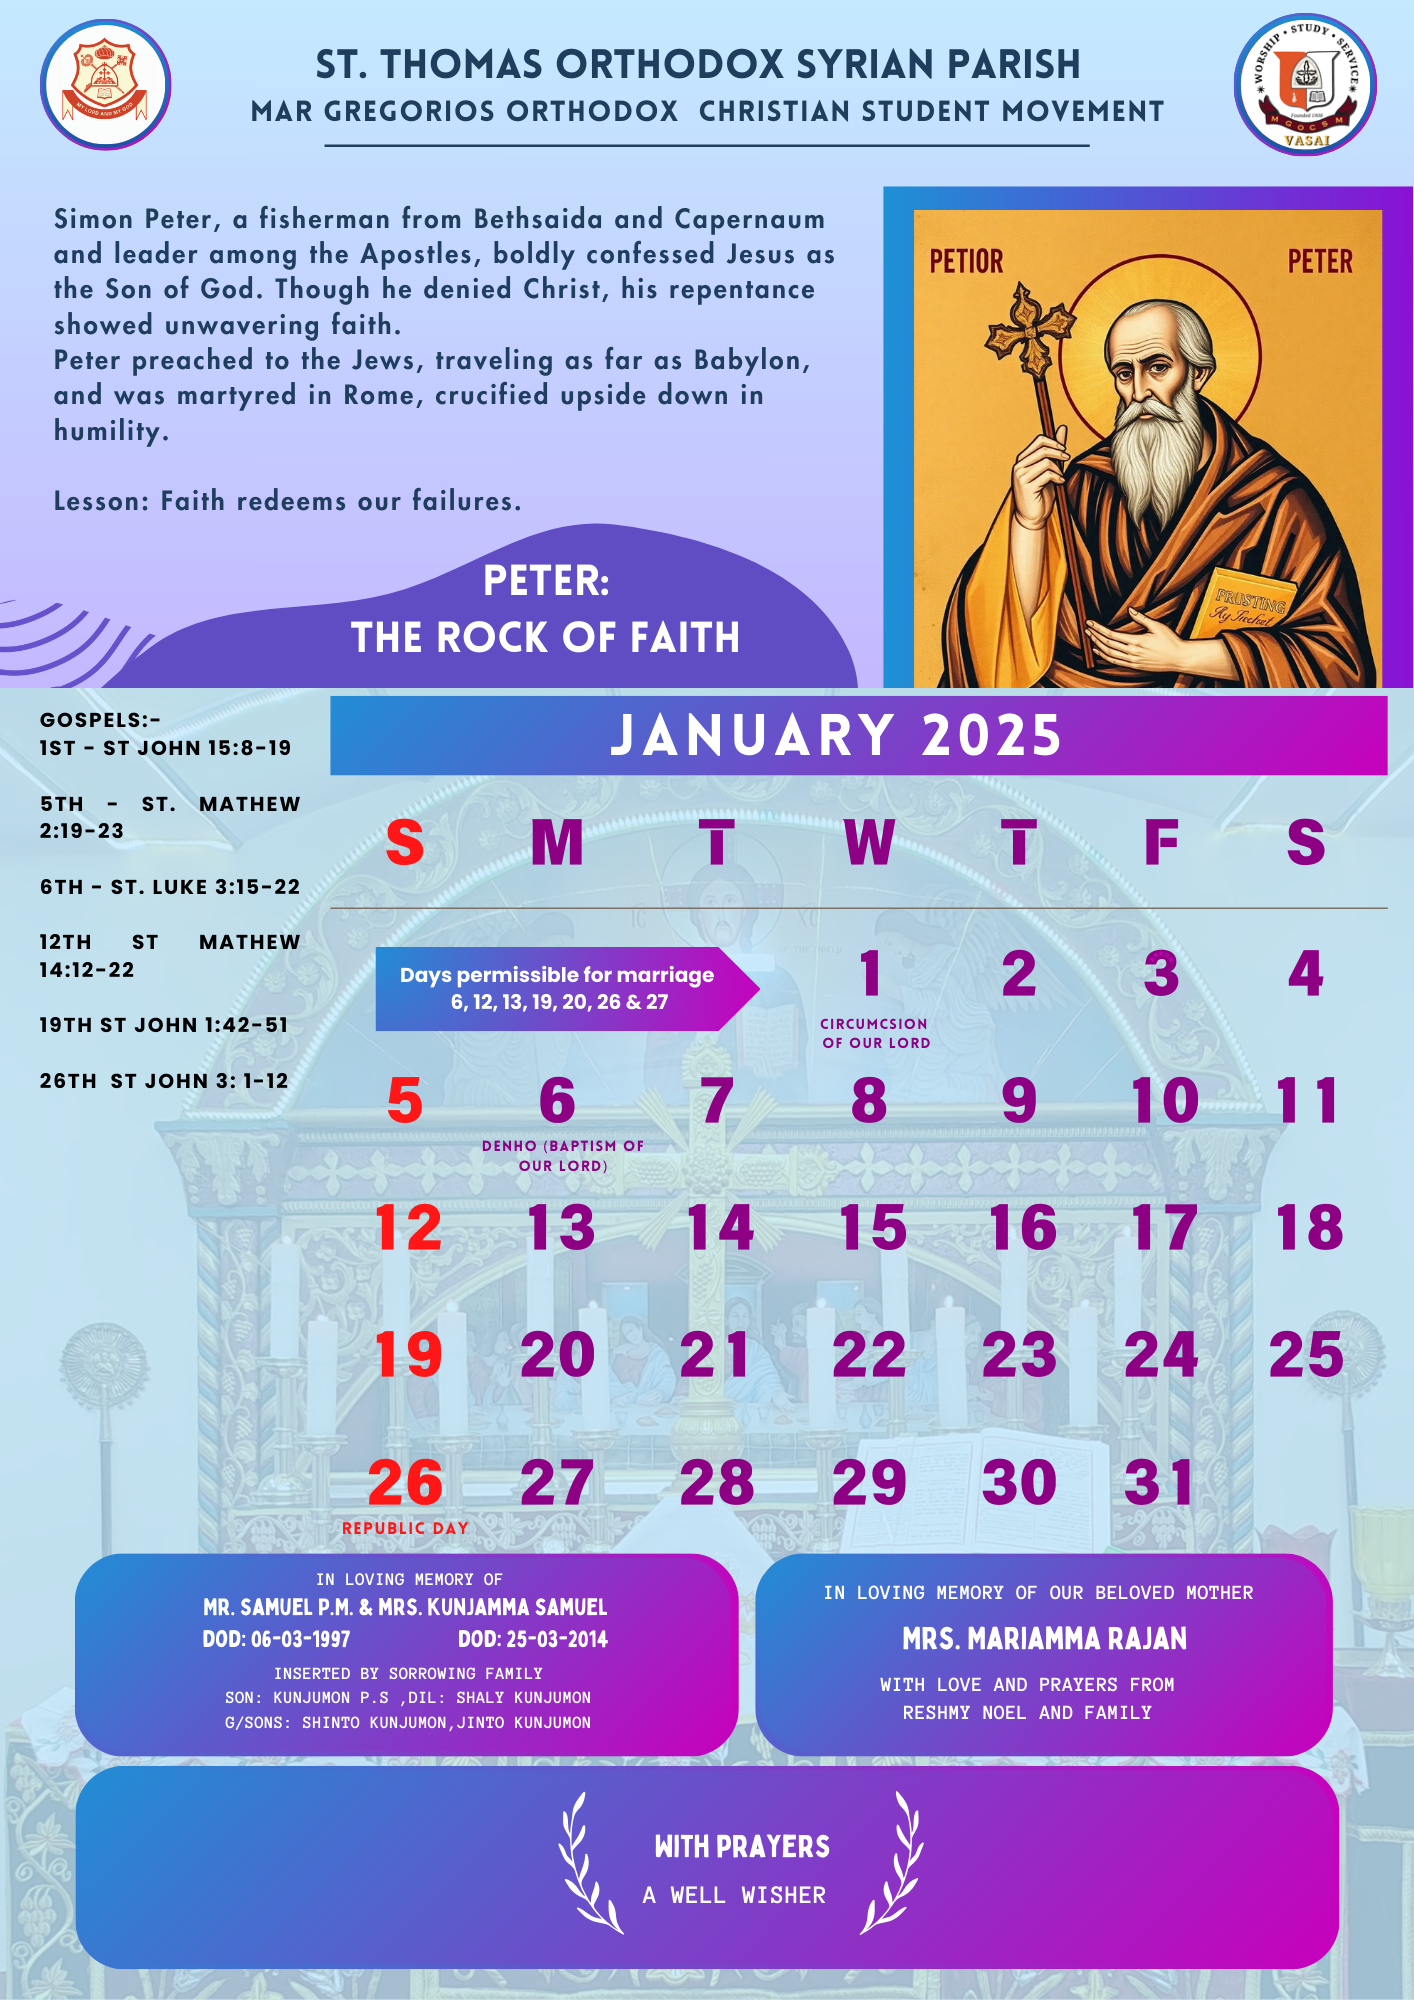 MY LORD AND MY GOD
ST. THOMAS ORTHODOX SYRIAN PARISH
MAR GREGORIOS ORTHODOX CHRISTIAN STUDENT MOVEMENT
WORSHIP • STUDY • SERVICE
Founded 1908
MGOCSM
VASAI
Simon Peter, a fisherman from Bethsaida and Capernaum
and leader among the Apostles, boldly confessed Jesus as
the Son of God. Though he denied Christ, his repentance
showed unwavering faith.
Peter preached to the Jews, traveling as far as Babylon,
and was martyred in Rome, crucified upside down in
humility.
Lesson: Faith redeems our failures.
PETER:
THE ROCK OF FAITH
PETIOR PETER
PRUSTING
Ay Tuchet
GOSPELS:-
1ST - ST JOHN 15:8-19
5TH - ST. MATHEW
2:19-23
6TH - ST. LUKE 3:15-22
12TH ST MATHEW
14:12-22
19TH ST JOHN 1:42-51
26TH ST JOHN 3: 1-12
JANUARY 2025
S M T W T F S
Days permissible for marriage
6, 12, 13, 19, 20, 26 & 27
1 2 3 4
CIRCUMCSION
OF OUR LORD
5 6 7 8 9 10 11
DENHO (BAPTISM OF
OUR LORD)
12 13 14 15 16 17 18
19 20 21 22 23 24 25
26 27 28 29 30 31
REPUBLIC DAY
IN LOVING MEMORY OF
MR. SAMUEL P.M. & MRS. KUNJAMMA SAMUEL
DOD: 06-03-1997 DOD: 25-03-2014
INSERTED BY SORROWING FAMILY
SON: KUNJUMON P.S ,DIL: SHALY KUNJUMON
G/SONS: SHINTO KUNJUMON,JINTO KUNJUMON
IN LOVING MEMORY OF OUR BELOVED MOTHER
MRS. MARIAMMA RAJAN
WITH LOVE AND PRAYERS FROM
RESHMY NOEL AND FAMILY
WITH PRAYERS
A WELL WISHER